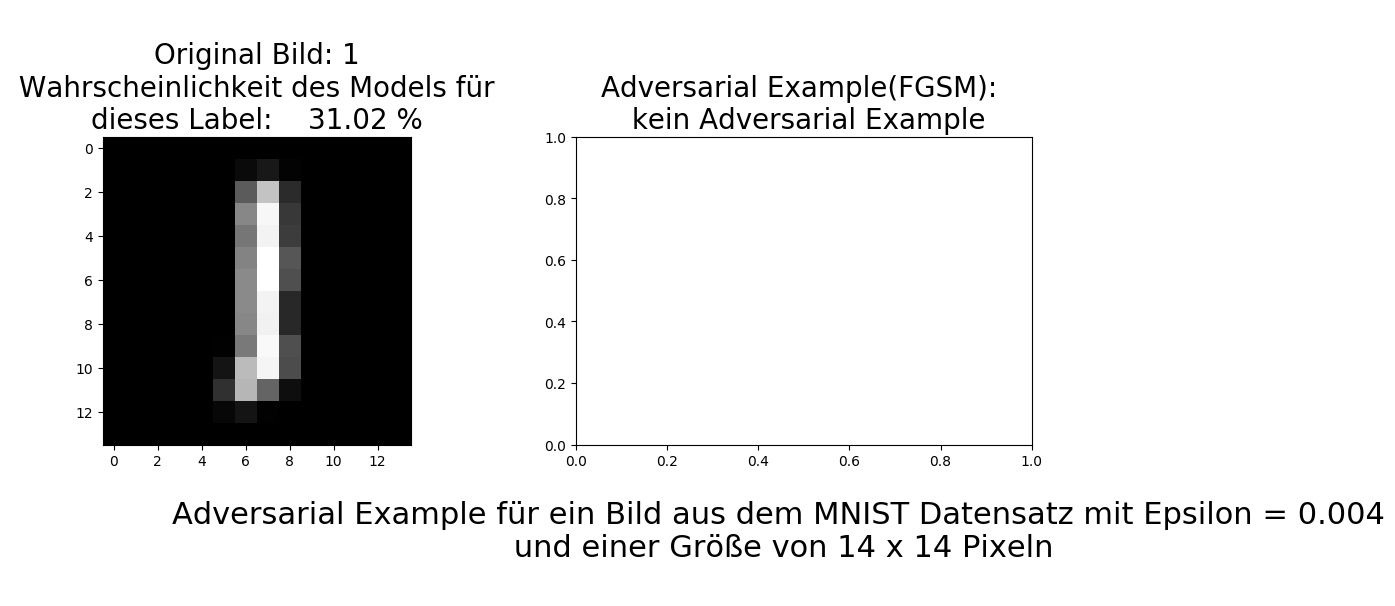 Original Bild: 1
Wahrscheinlichkeit des Models für
dieses Label:    31.02 %
Adversarial Example(FGSM):
kein Adversarial Example
0
2
4
6
8
10
12
0 2 4 6 8 10 12
1.0
0.8
0.6
0.4
0.2
0.0
0.0 0.2 0.4 0.6 0.8 1.0
Adversarial Example für ein Bild aus dem MNIST Datensatz mit Epsilon = 0.004
und einer Größe von 14 x 14 Pixeln